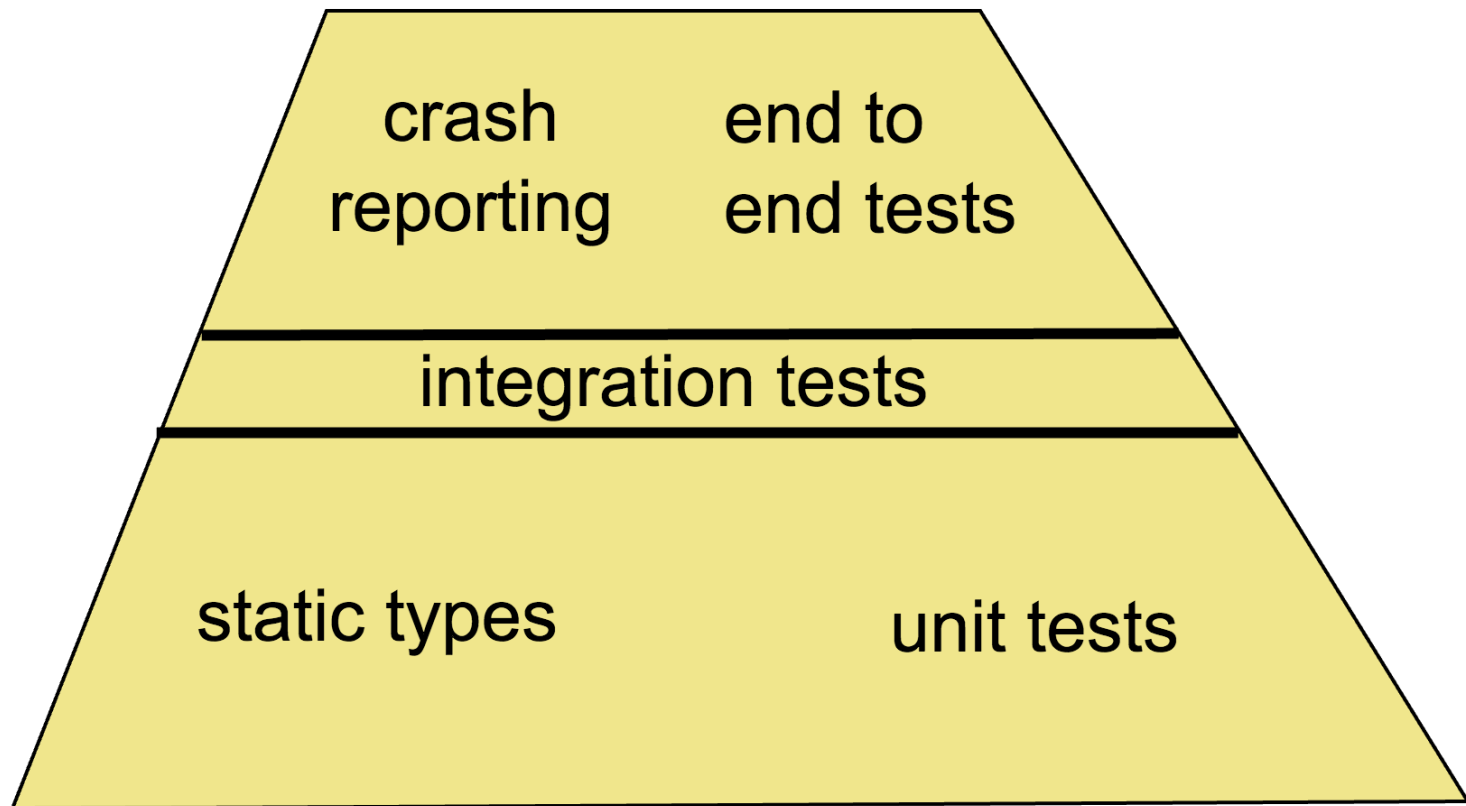 crash
reporting
end to
end tests
integration tests
static types
unit tests